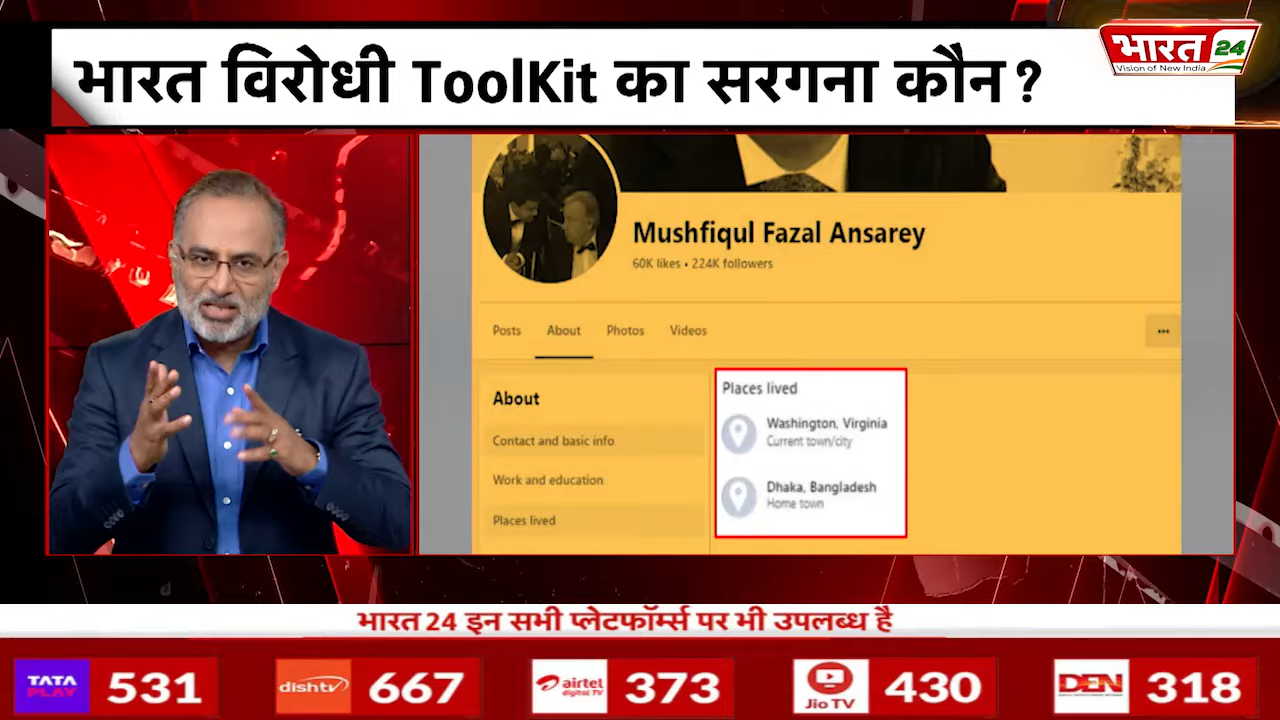 भारत विरोधी ToolKit का सरगना कौन?
भारत 24
Vision of New India
Mushfiqul Fazal Ansarey
60K likes • 224K followers
Posts About Photos Videos
About
Contact and basic info
Work and education
Places lived
Places lived
Washington, Virginia
Current town/city
Dhaka, Bangladesh
Home town
भारत 24 इन सभी प्लेटफॉर्म्स पर भी उपलब्ध है
TATA PLAY 531
dishtv 667
airtel digital TV 373
JioTV 430
DEN 318